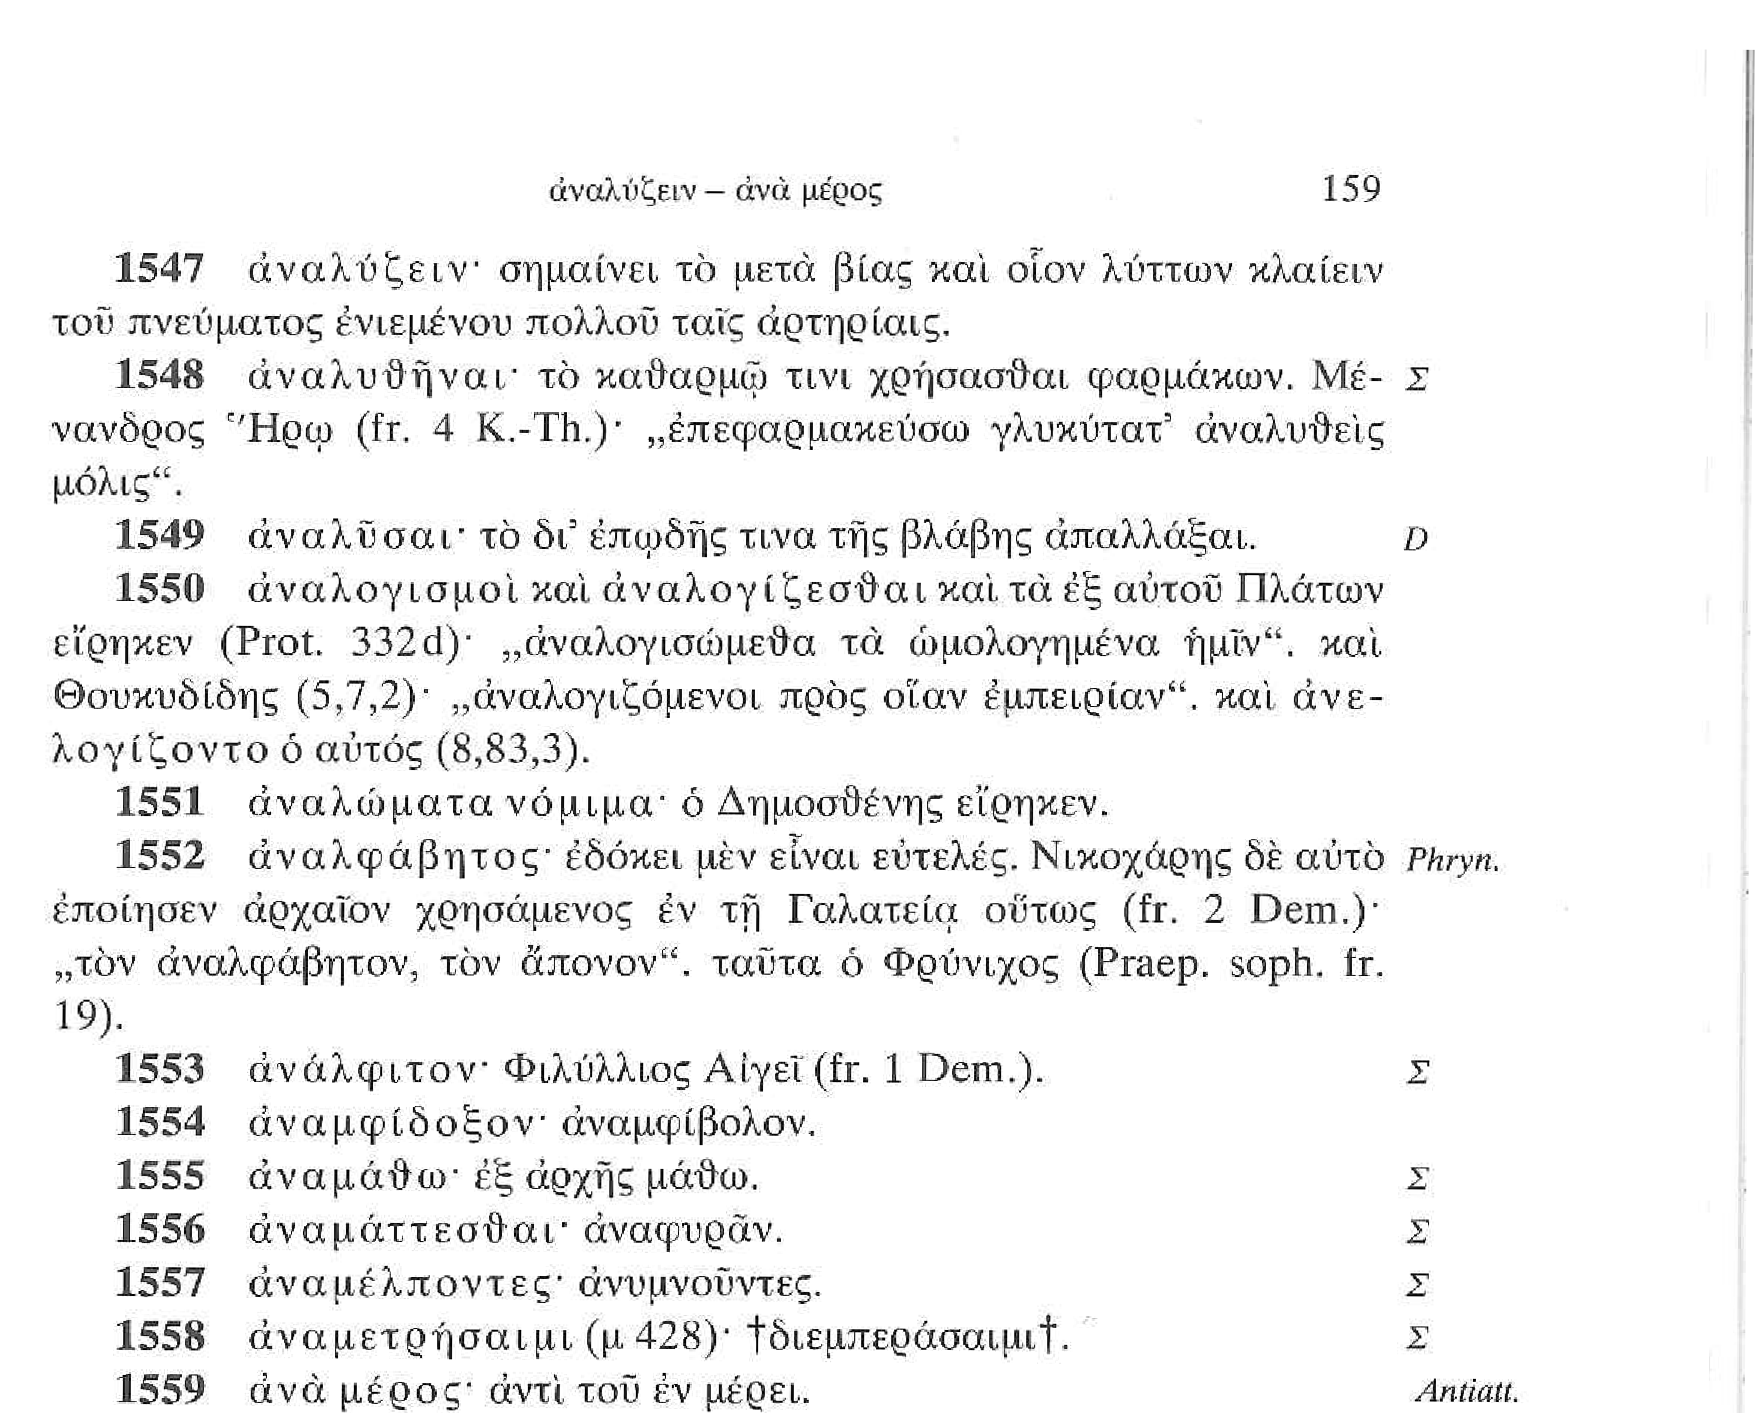 ἀναλύζειν – ἀνὰ μέρος 159
1547 ἀναλύζειν· σημαίνει τὸ μετὰ βίας καὶ οἷον λύττων κλαίειν
τοῦ πνεύματος ἐνιεμένου πολλοῦ ταῖς ἀρτηρίαις.
1548 ἀναλυθῆναι· τὸ καθαρμῷ τινι χρήσασθαι φαρμάκων. Μέ- Σ
νανδρος Ἥρῳ (fr. 4 K.-Th.)· „ἐπεφαρμακεύσω γλυκύτατ’ ἀναλυθεὶς
μόλις“.
1549 ἀναλῦσαι· τὸ δι’ ἐπῳδῆς τινα τῆς βλάβης ἀπαλλάξαι. D
1550 ἀναλογισμοὶ καὶ ἀναλογίζεσθαι καὶ τὰ ἐξ αὐτοῦ Πλάτων
εἴρηκεν (Prot. 332d)· „ἀναλογισώμεθα τὰ ὡμολογημένα ἡμῖν“. καὶ
Θουκυδίδης (5,7,2)· „ἀναλογιζόμενοι πρὸς οἵαν ἐμπειρίαν“. καὶ ἀνε-
λογίζοντο ὁ αὐτός (8,83,3).
1551 ἀναλώματα νόμιμα· ὁ Δημοσθένης εἴρηκεν.
1552 ἀναλφάβητος· ἐδόκει μὲν εἶναι εὐτελές. Νικοχάρης δὲ αὐτὸ Phryn.
ἐποίησεν ἀρχαῖον χρησάμενος ἐν τῇ Γαλατείᾳ οὕτως (fr. 2 Dem.)·
„τὸν ἀναλφάβητον, τὸν ἄπονον“. ταῦτα ὁ Φρύνιχος (Praep. soph. fr.
19).
1553 ἀνάλφιτον· Φιλύλλιος Αἰγεῖ (fr. 1 Dem.). Σ
1554 ἀναμφίδοξον· ἀναμφίβολον.
1555 ἀναμάθω· ἐξ ἀρχῆς μάθω. Σ
1556 ἀναμάττεσθαι· ἀναφυρᾶν. Σ
1557 ἀναμέλποντες· ἀνυμνοῦντες. Σ
1558 ἀναμετρήσαιμι (μ 428)· †διεμπεράσαιμι†. Σ
1559 ἀνὰ μέρος· ἀντὶ τοῦ ἐν μέρει. Antiatt.